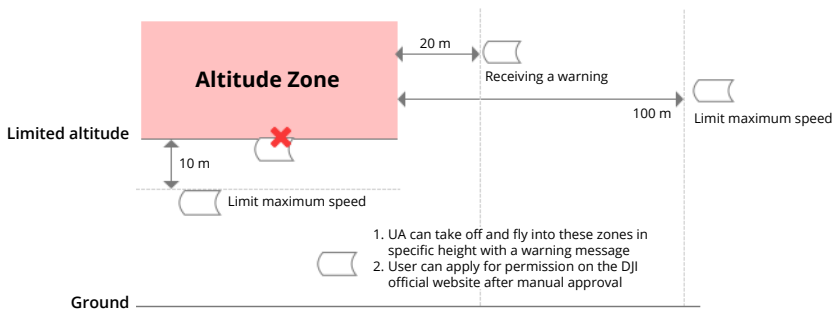 20 m
Altitude Zone
Receiving a warning
100 m
Limit maximum speed
Limited altitude
10 m
Limit maximum speed
1. UA can take off and fly into these zones in
specific height with a warning message
2. User can apply for permission on the DJI
official website after manual approval
Ground